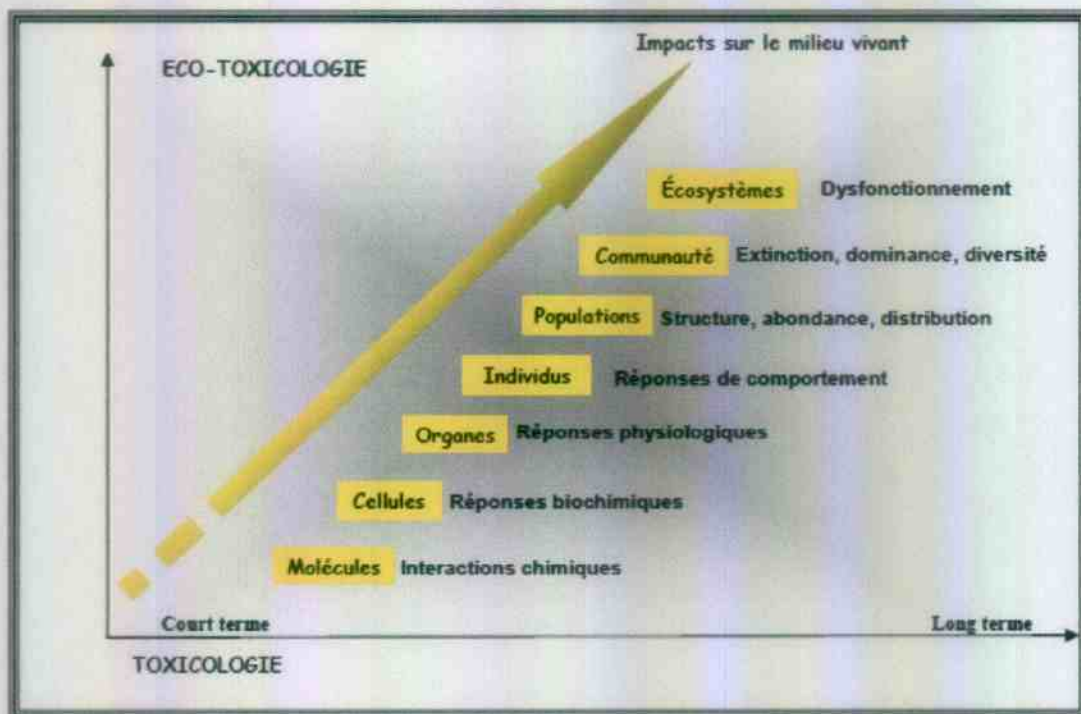 Impacts sur le milieu vivant
ECO-TOXICOLOGIE
Écosystèmes Dysfonctionnement
Communauté Extinction, dominance, diversité
Populations Structure, abondance, distribution
Individus Réponses de comportement
Organes Réponses physiologiques
Cellules Réponses biochimiques
Molécules Interactions chimiques
Court terme Long terme
TOXICOLOGIE